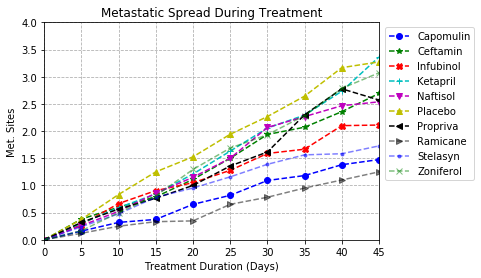 Metastatic Spread During Treatment
Met. Sites
4.0
3.5
3.0
2.5
2.0
1.5
1.0
0.5
0.0
0 5 10 15 20 25 30 35 40 45
Treatment Duration (Days)
Capomulin
Ceftamin
Infubinol
Ketapril
Naftisol
Placebo
Propriva
Ramicane
Stelasyn
Zoniferol